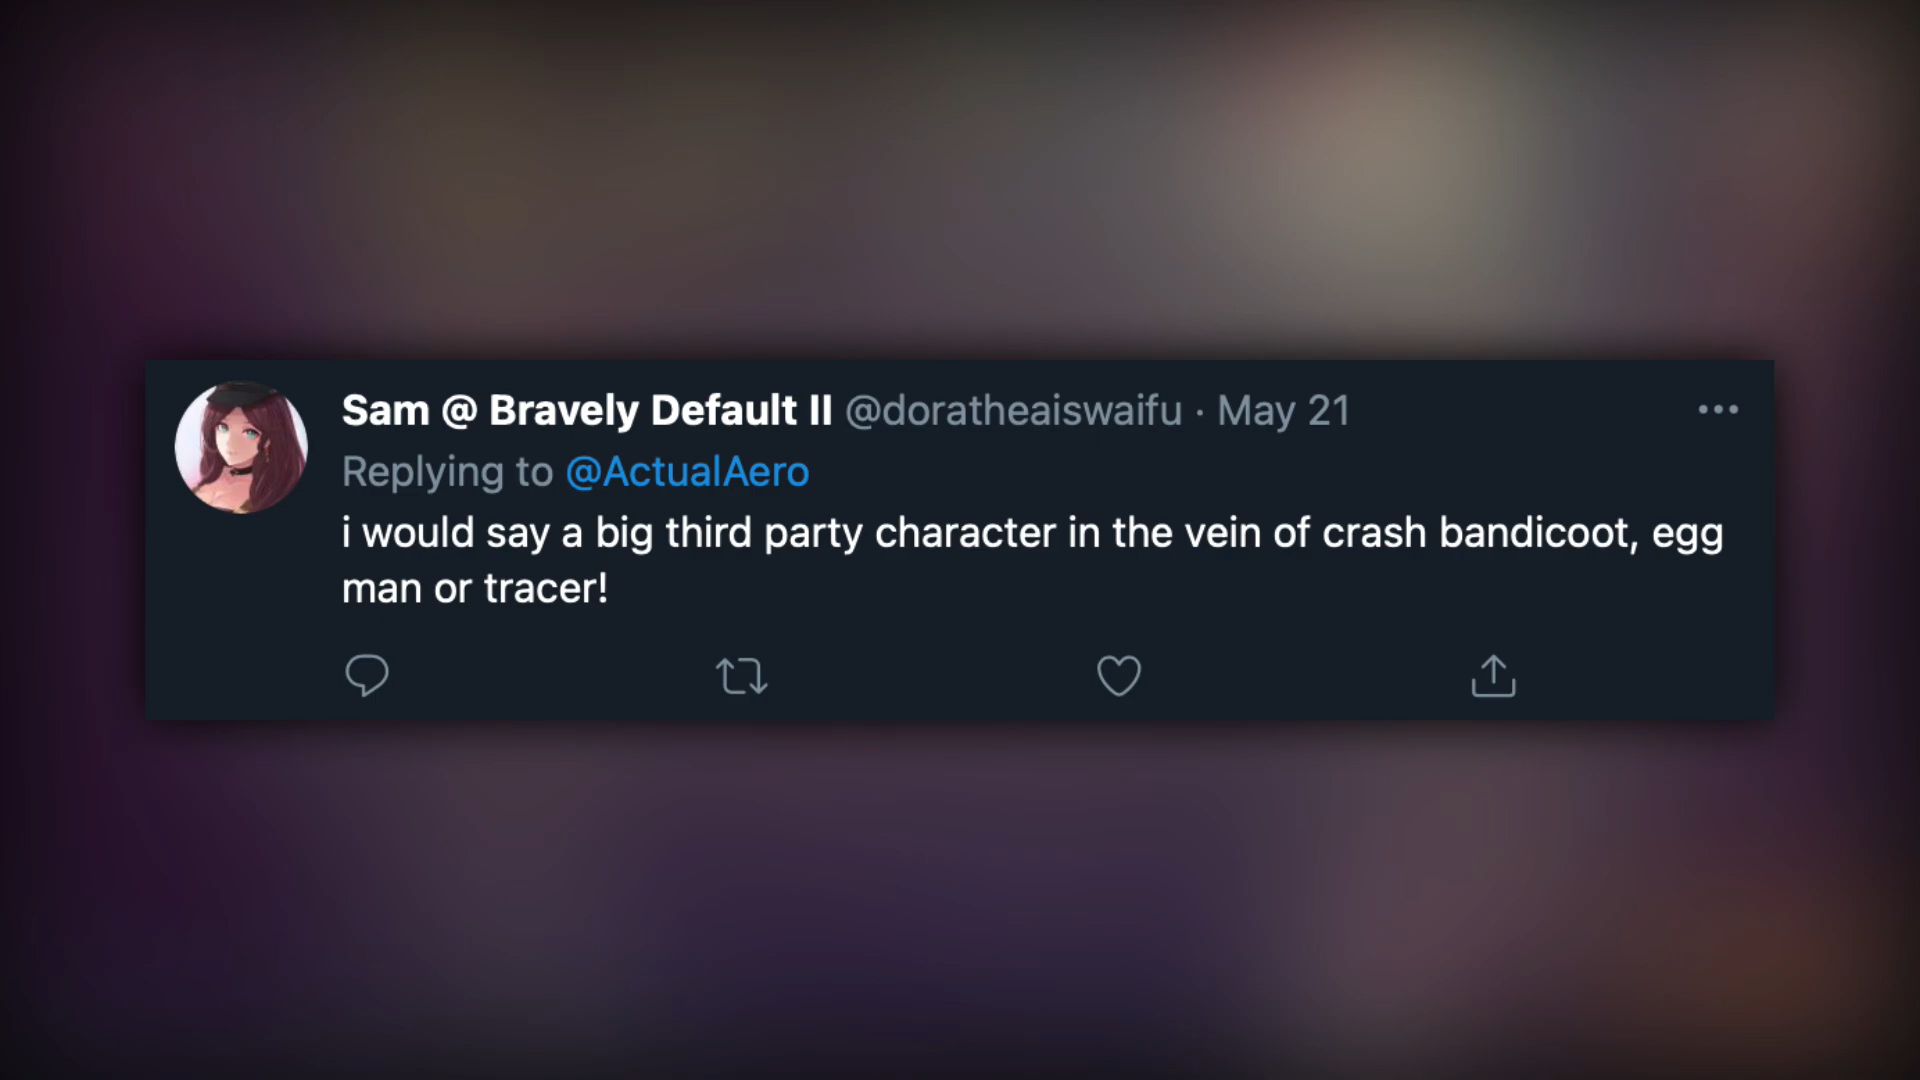 Sam @ Bravely Default II @doratheaiswaifu · May 21
Replying to @ActualAero
i would say a big third party character in the vein of crash bandicoot, egg
man or tracer!